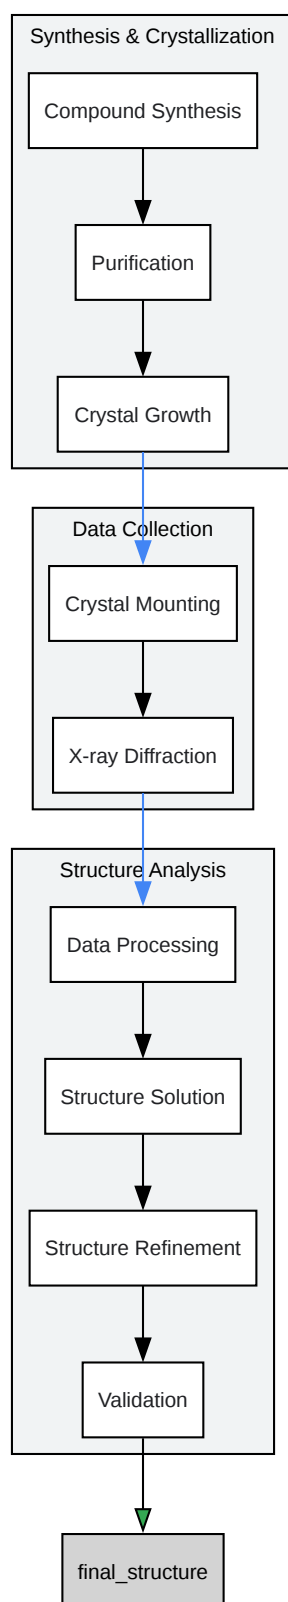 Synthesis & Crystallization
Compound Synthesis
Purification
Crystal Growth
Data Collection
Crystal Mounting
X-ray Diffraction
Structure Analysis
Data Processing
Structure Solution
Structure Refinement
Validation
final_structure